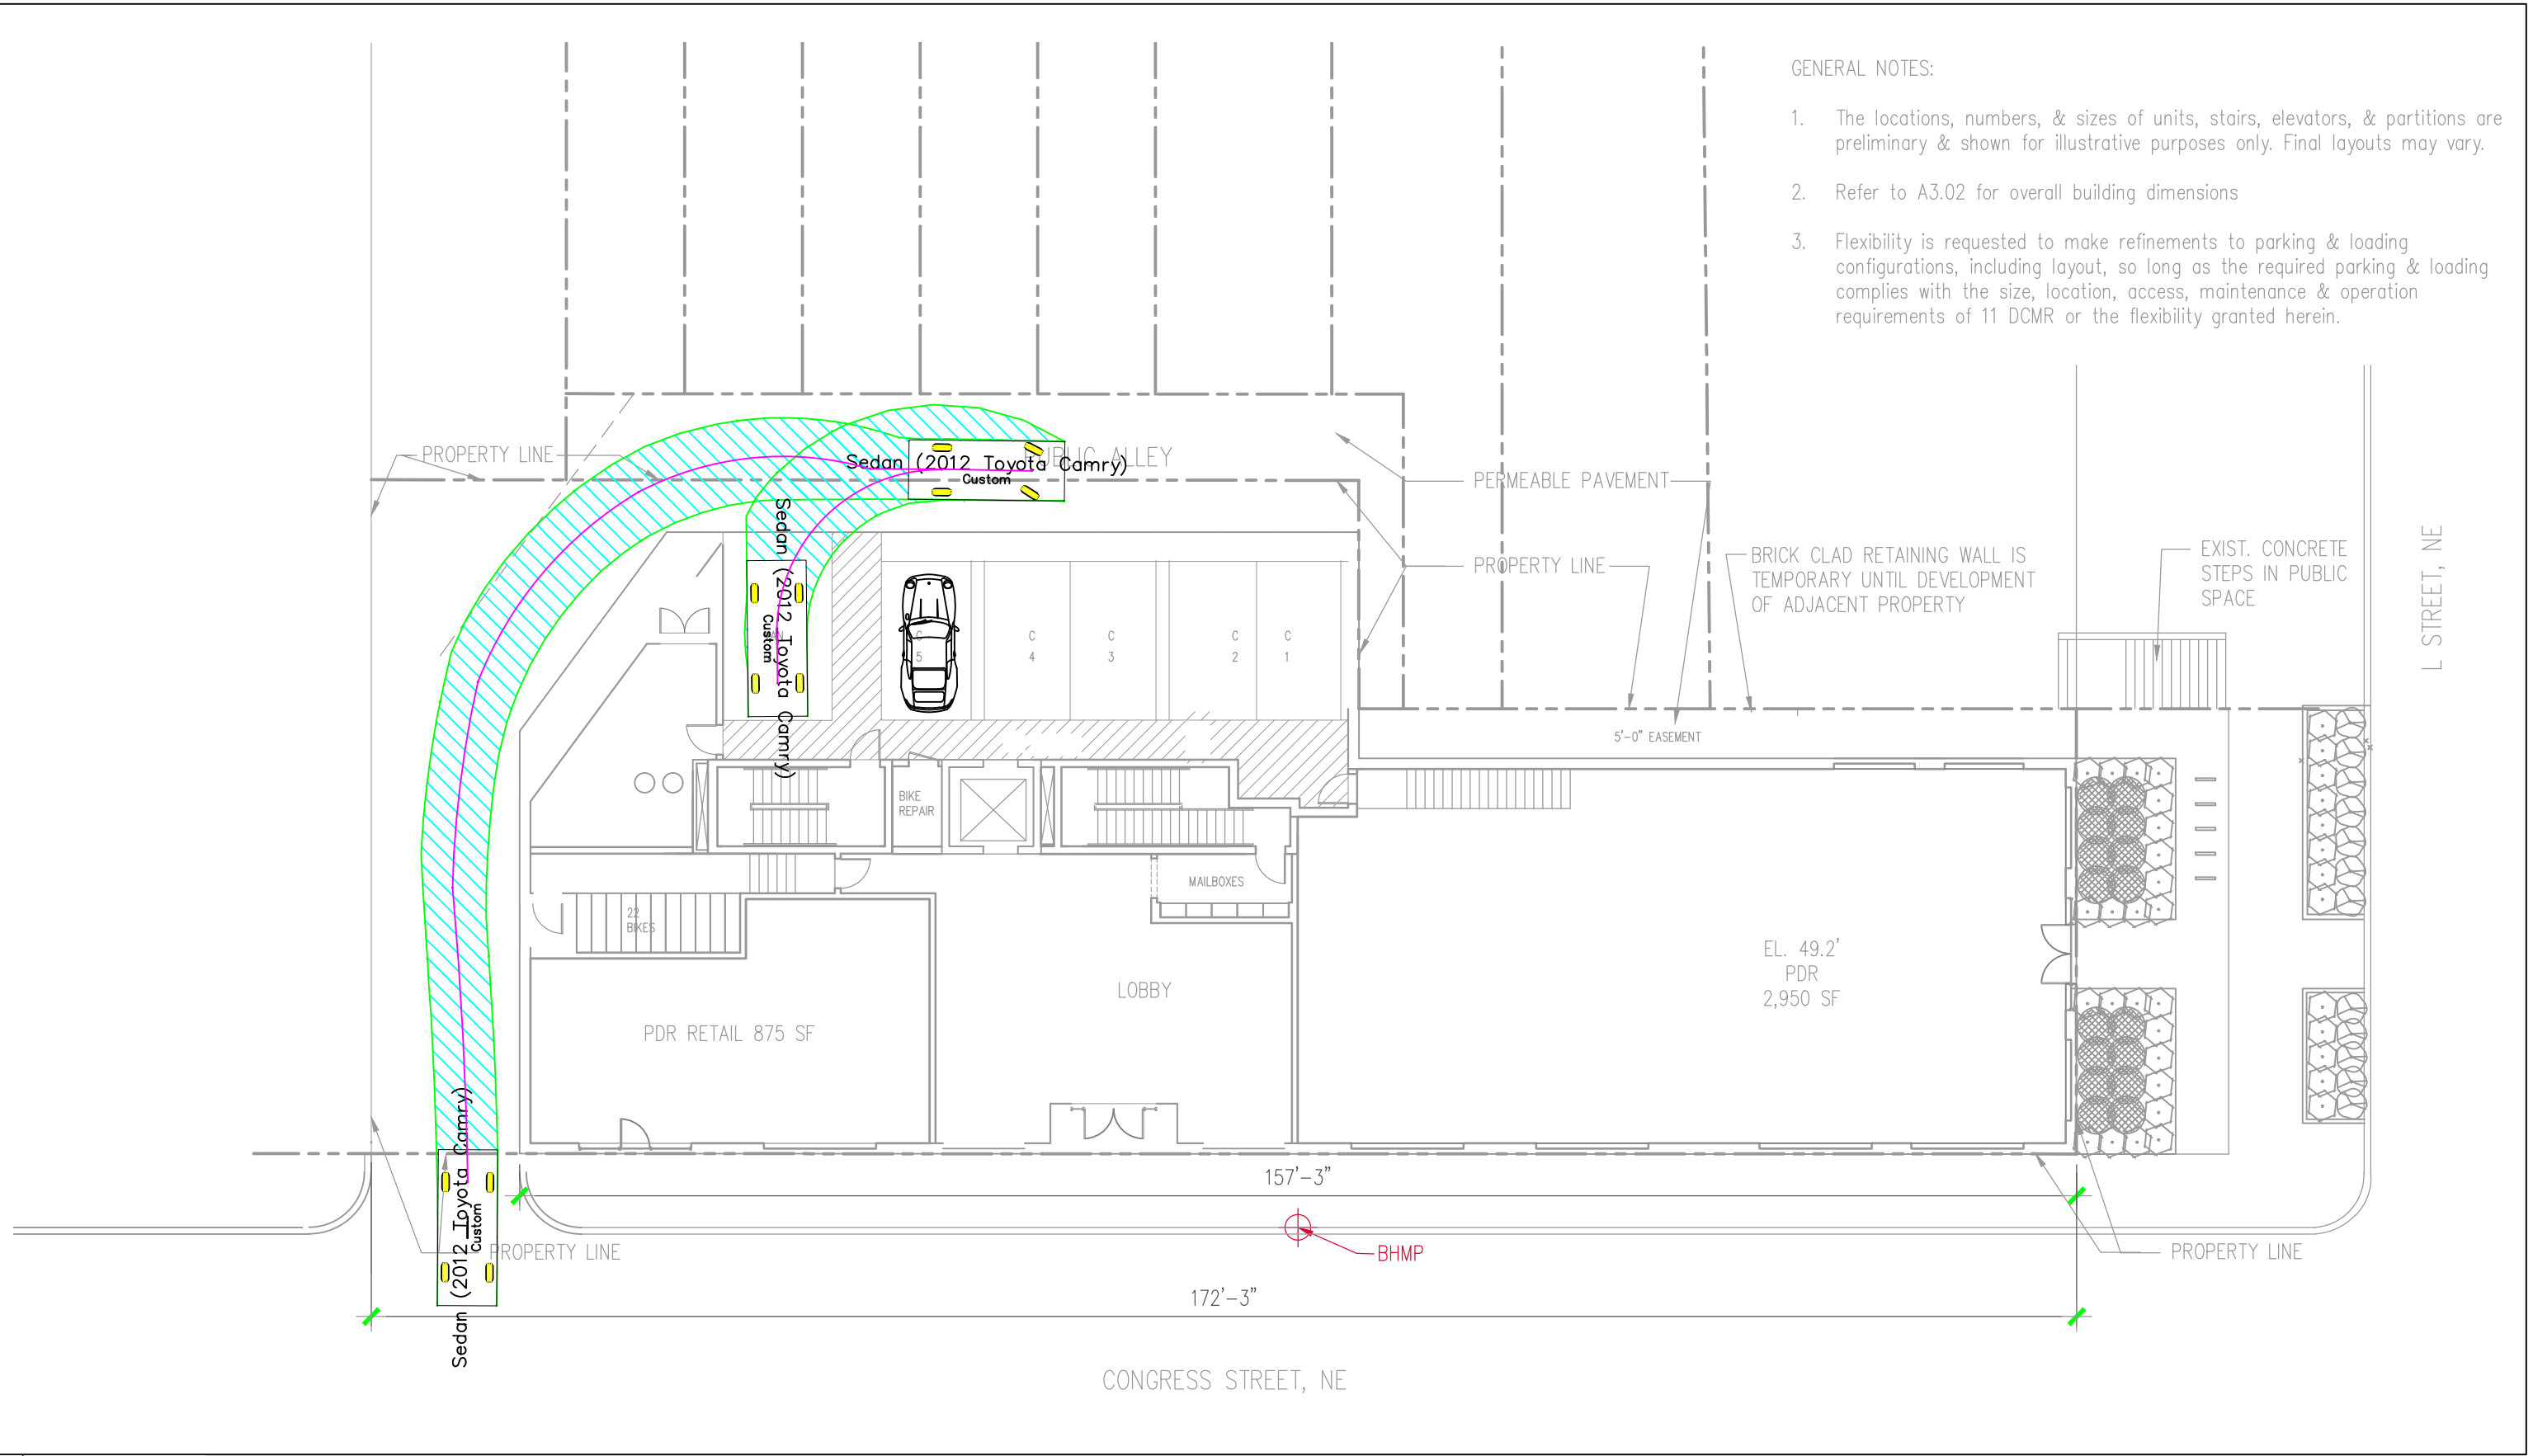 GENERAL NOTES:
1. The locations, numbers, & sizes of units, stairs, elevators, & partitions are
preliminary & shown for illustrative purposes only. Final layouts may vary.
2. Refer to A3.02 for overall building dimensions
3. Flexibility is requested to make refinements to parking & loading
configurations, including layout, so long as the required parking & loading
complies with the size, location, access, maintenance & operation
requirements of 11 DCMR or the flexibility granted herein.
PROPERTY LINE
PUBLIC ALLEY
Sedan (2012 Toyota Camry)
Custom
PERMEABLE PAVEMENT
PROPERTY LINE
BRICK CLAD RETAINING WALL IS
TEMPORARY UNTIL DEVELOPMENT
OF ADJACENT PROPERTY
EXIST. CONCRETE
STEPS IN PUBLIC
SPACE
L STREET, NE
Sedan (2012 Toyota Camry)
Custom
C
5
C
4
C
3
C
2
C
1
5'-0" EASEMENT
BIKE
REPAIR
MAILBOXES
22
BIKES
EL. 49.2'
PDR
2,950 SF
LOBBY
PDR RETAIL 875 SF
Sedan (2012 Toyota Camry)
Custom
157'-3"
PROPERTY LINE
BHMP
PROPERTY LINE
172'-3"
CONGRESS STREET, NE